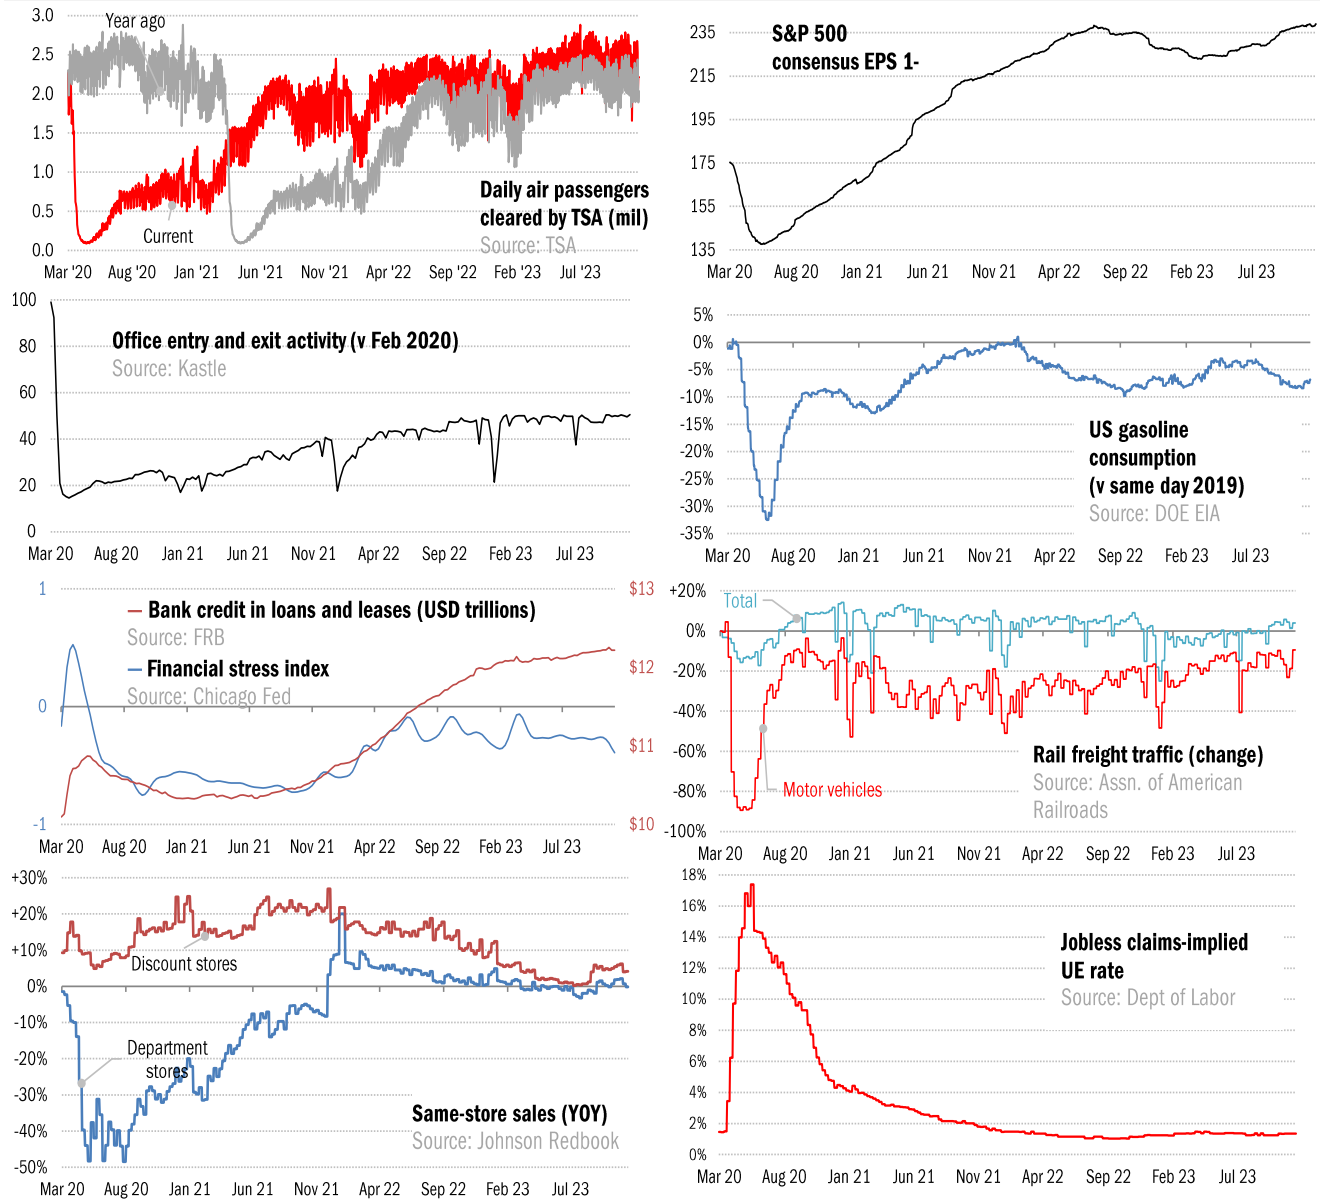 3.0
2.5
2.0
1.5
1.0
0.5
0.0
Year ago
Current
Daily air passengers
cleared by TSA (mil)
Source: TSA
Mar '20 Aug '20 Jan '21 Jun '21 Nov '21 Apr '22 Sep '22 Feb '23 Jul '23
235
215
195
175
155
135
S&P 500
consensus EPS 1-
Mar 20 Aug 20 Jan 21 Jun 21 Nov 21 Apr 22 Sep 22 Feb 23 Jul 23
100
80
60
40
20
0
Office entry and exit activity (v Feb 2020)
Source: Kastle
Mar 20 Aug 20 Jan 21 Jun 21 Nov 21 Apr 22 Sep 22 Feb 23 Jul 23
5%
0%
-5%
-10%
-15%
-20%
-25%
-30%
-35%
US gasoline
consumption
(v same day 2019)
Source: DOE EIA
Mar 20 Aug 20 Jan 21 Jun 21 Nov 21 Apr 22 Sep 22 Feb 23 Jul 23
1
0
-1
Bank credit in loans and leases (USD trillions)
Source: FRB
Financial stress index
Source: Chicago Fed
$13
$12
$11
$10
Mar 20 Aug 20 Jan 21 Jun 21 Nov 21 Apr 22 Sep 22 Feb 23 Jul 23
+20%
0%
-20%
-40%
-60%
-80%
-100%
Total
Motor vehicles
Rail freight traffic (change)
Source: Assn. of American
Railroads
Mar 20 Aug 20 Jan 21 Jun 21 Nov 21 Apr 22 Sep 22 Feb 23 Jul 23
+30%
+20%
+10%
0%
-10%
-20%
-30%
-40%
-50%
Discount stores
Department
stores
Same-store sales (YOY)
Source: Johnson Redbook
Mar 20 Aug 20 Jan 21 Jun 21 Nov 21 Apr 22 Sep 22 Feb 23 Jul 23
18%
16%
14%
12%
10%
8%
6%
4%
2%
0%
Jobless claims-implied
UE rate
Source: Dept of Labor
Mar 20 Aug 20 Jan 21 Jun 21 Nov 21 Apr 22 Sep 22 Feb 23 Jul 23